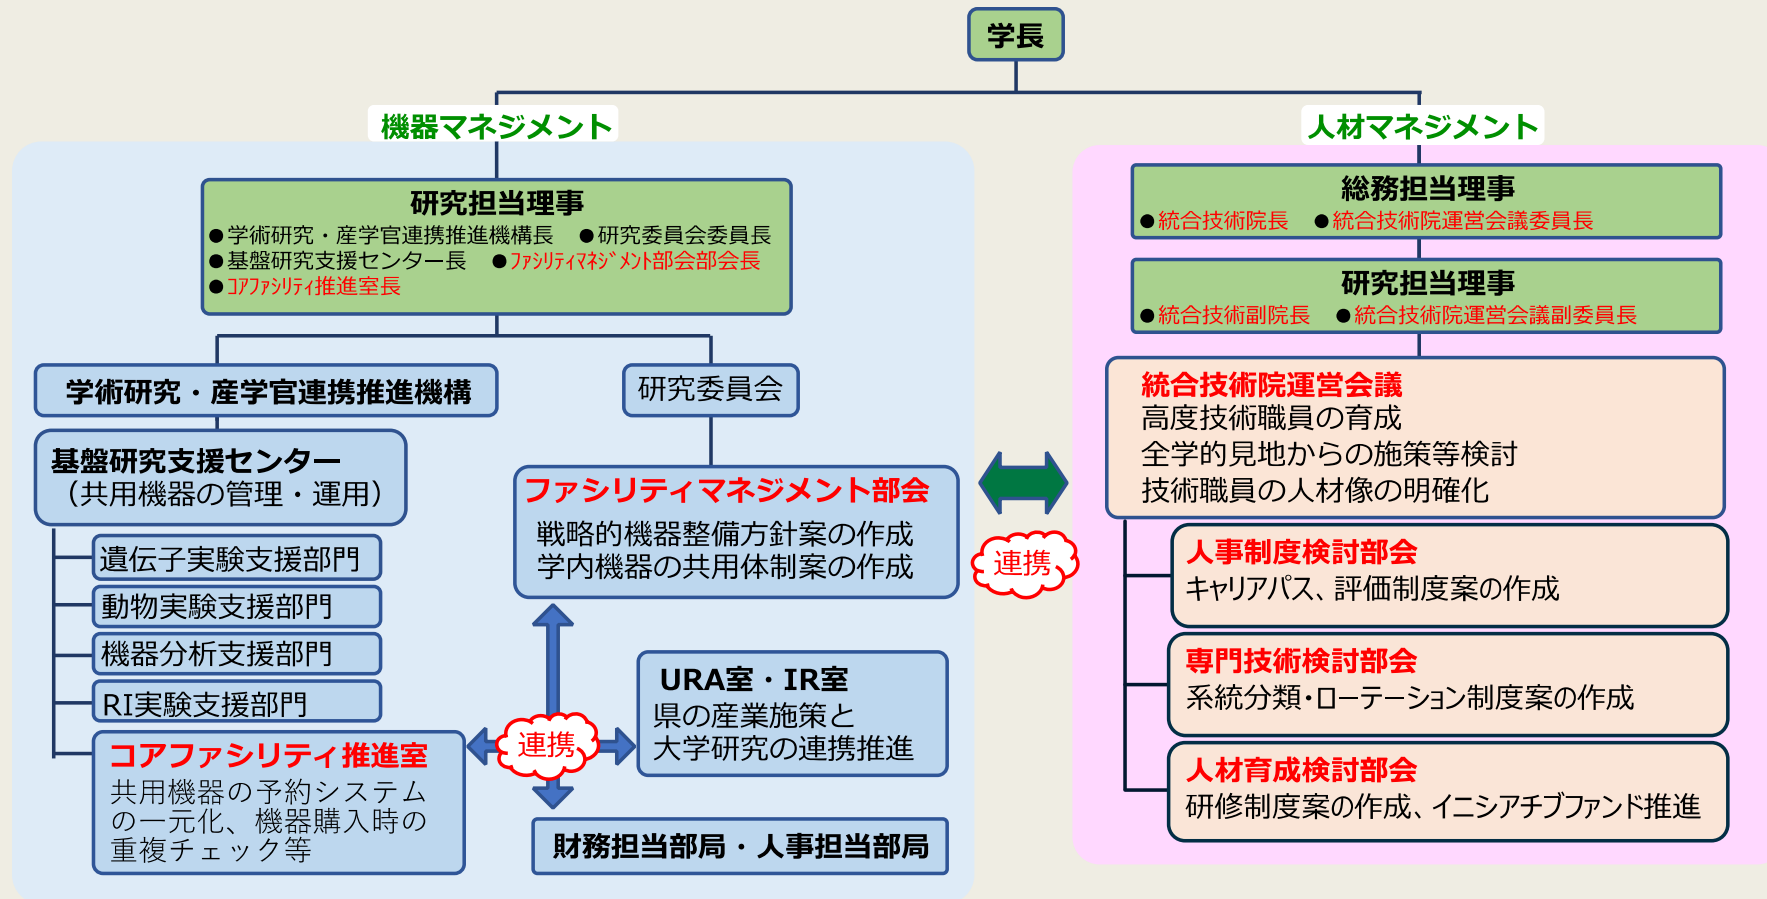 学長
機器マネジメント
研究担当理事
●学術研究・産学官連携推進機構長 ●研究委員会委員長
●基盤研究支援センター長 ●ﾌｧｼﾘﾃｨﾏﾈｼﾞﾒﾝﾄ部会部会長
●ｺｱﾌｧｼﾘﾃｨ推進室長
学術研究・産学官連携推進機構
研究委員会
基盤研究支援センター
（共用機器の管理・運用）
遺伝子実験支援部門
動物実験支援部門
機器分析支援部門
RI実験支援部門
コアファシリティ推進室
共用機器の予約システム
の一元化、機器購入時の
重複チェック等
ファシリティマネジメント部会
戦略的機器整備方針案の作成
学内機器の共用体制案の作成
連携
URA室・IR室
県の産業施策と
大学研究の連携推進
財務担当部局・人事担当部局
連携
人材マネジメント
総務担当理事
●統合技術院長 ●統合技術院運営会議委員長
研究担当理事
●統合技術副院長 ●統合技術院運営会議副委員長
統合技術院運営会議
高度技術職員の育成
全学的見地からの施策等検討
技術職員の人材像の明確化
人事制度検討部会
キャリアパス、評価制度案の作成
専門技術検討部会
系統分類・ローテーション制度案の作成
人材育成検討部会
研修制度案の作成、イニシアチブファンド推進